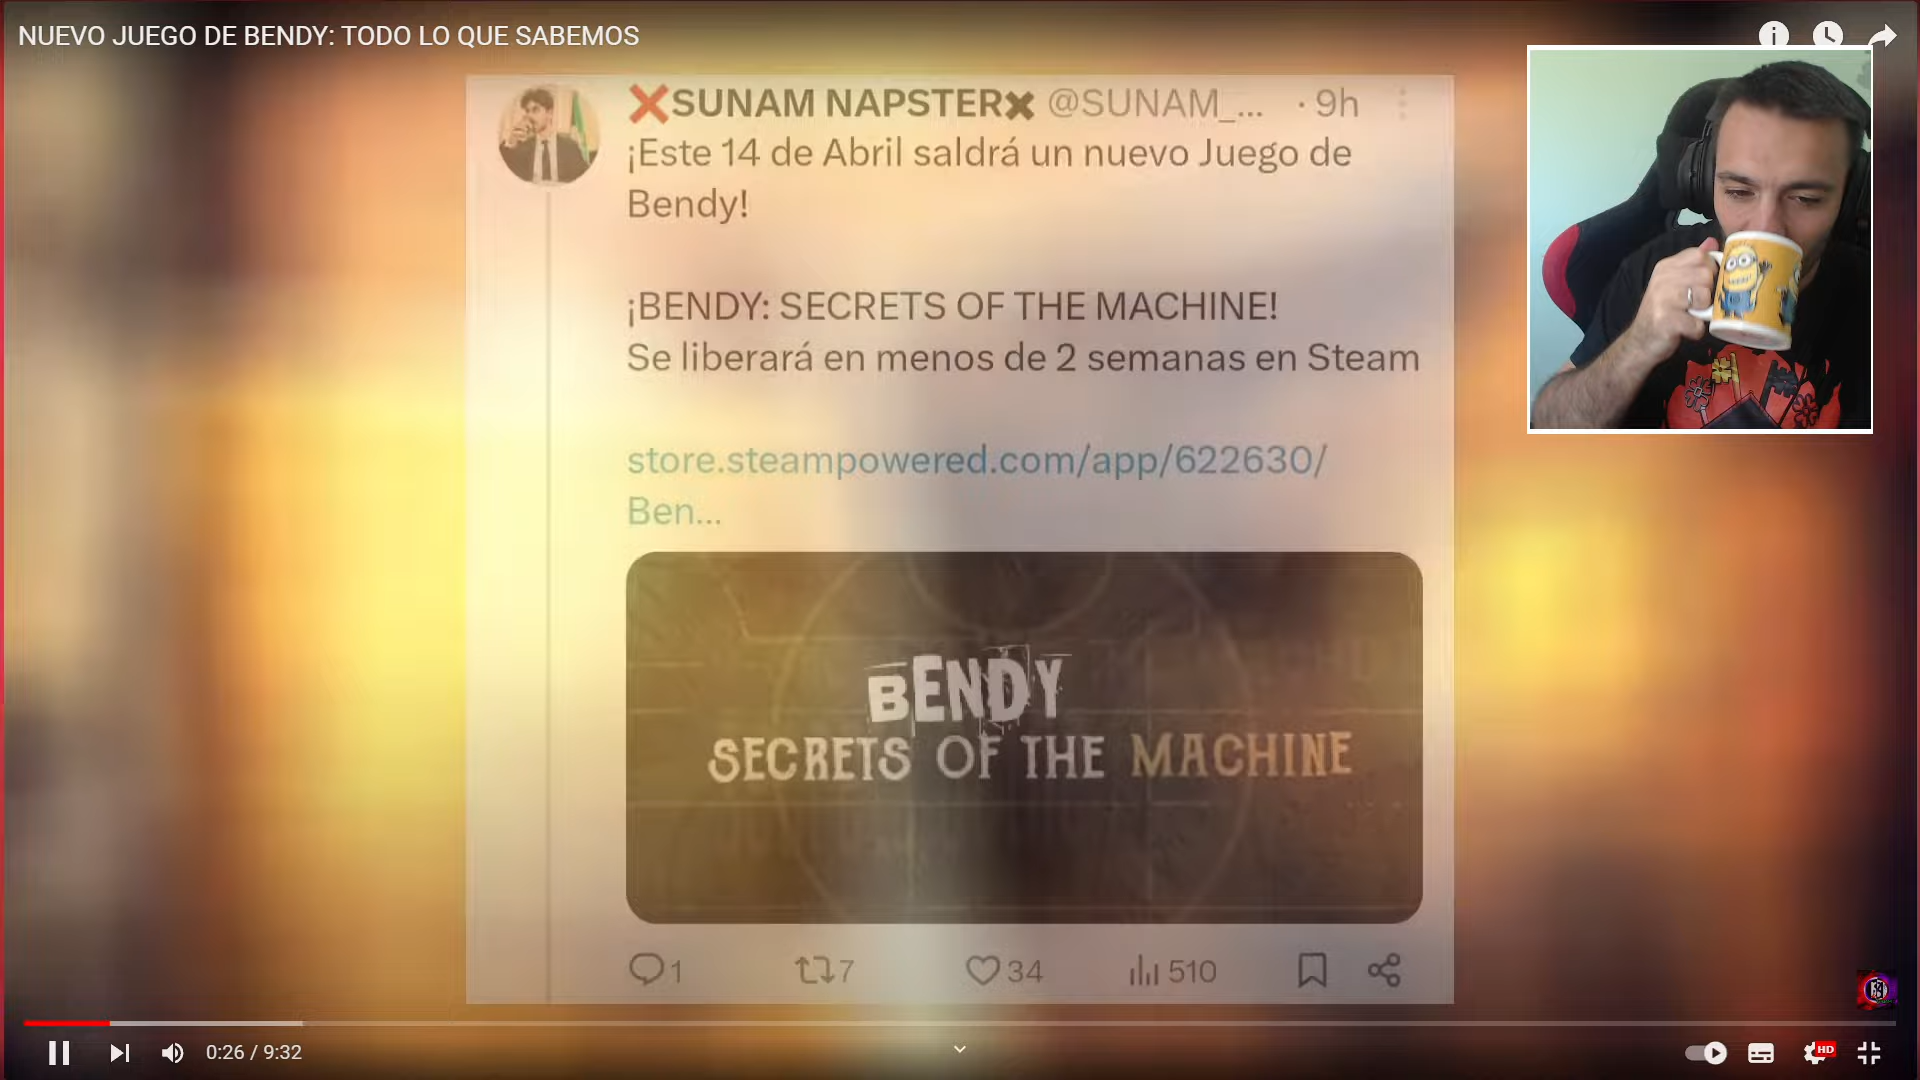 NUEVO JUEGO DE BENDY: TODO LO QUE SABEMOS
❌SUNAM NAPSTER✖ @SUNAM_... · 9h
¡Este 14 de Abril saldrá un nuevo Juego de
Bendy!
¡BENDY: SECRETS OF THE MACHINE!
Se liberará en menos de 2 semanas en Steam
store.steampowered.com/app/622630/
Ben...
BENDY
SECRETS OF THE MACHINE
1 7 34 510
0:26 / 9:32
HD